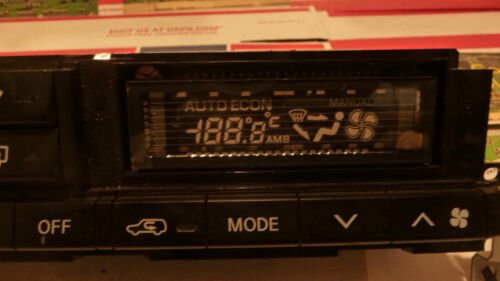 VISIT US AT USPS.COM
AUTO ECON MANUAL
-188.8°C AMB
OFF MODE